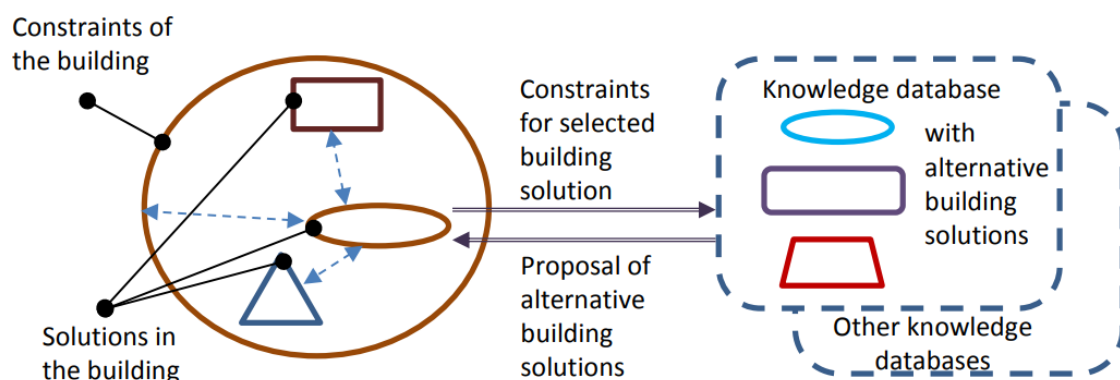 Constraints of
the building
Solutions in
the building
Constraints
for selected
building
solution
Proposal of
alternative
building
solutions
Knowledge database
with
alternative
building
solutions
Other knowledge
databases